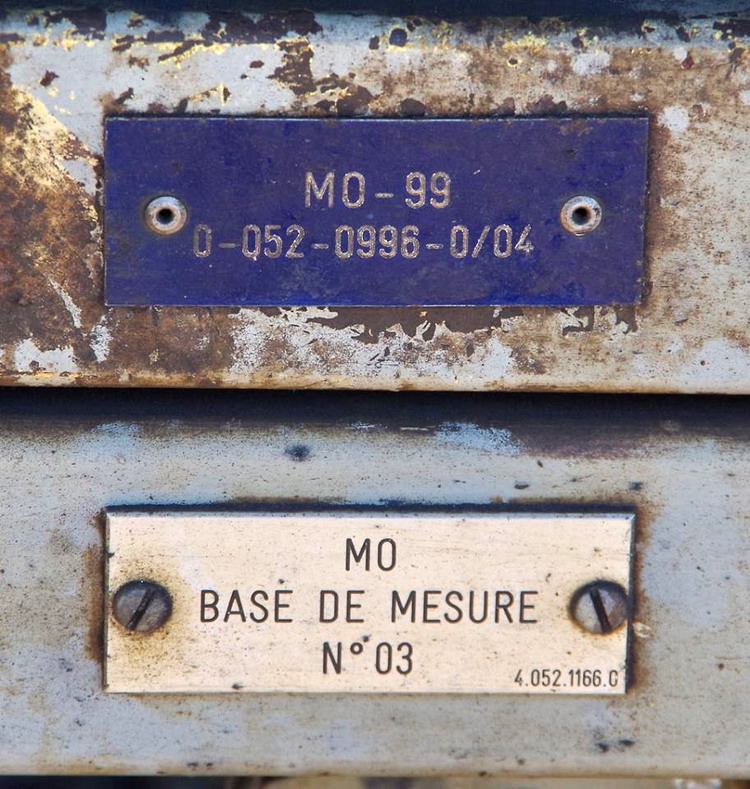 MO-99
0-052-0996-0/04
MO
BASE DE MESURE
N° 03
4.052.1166.G